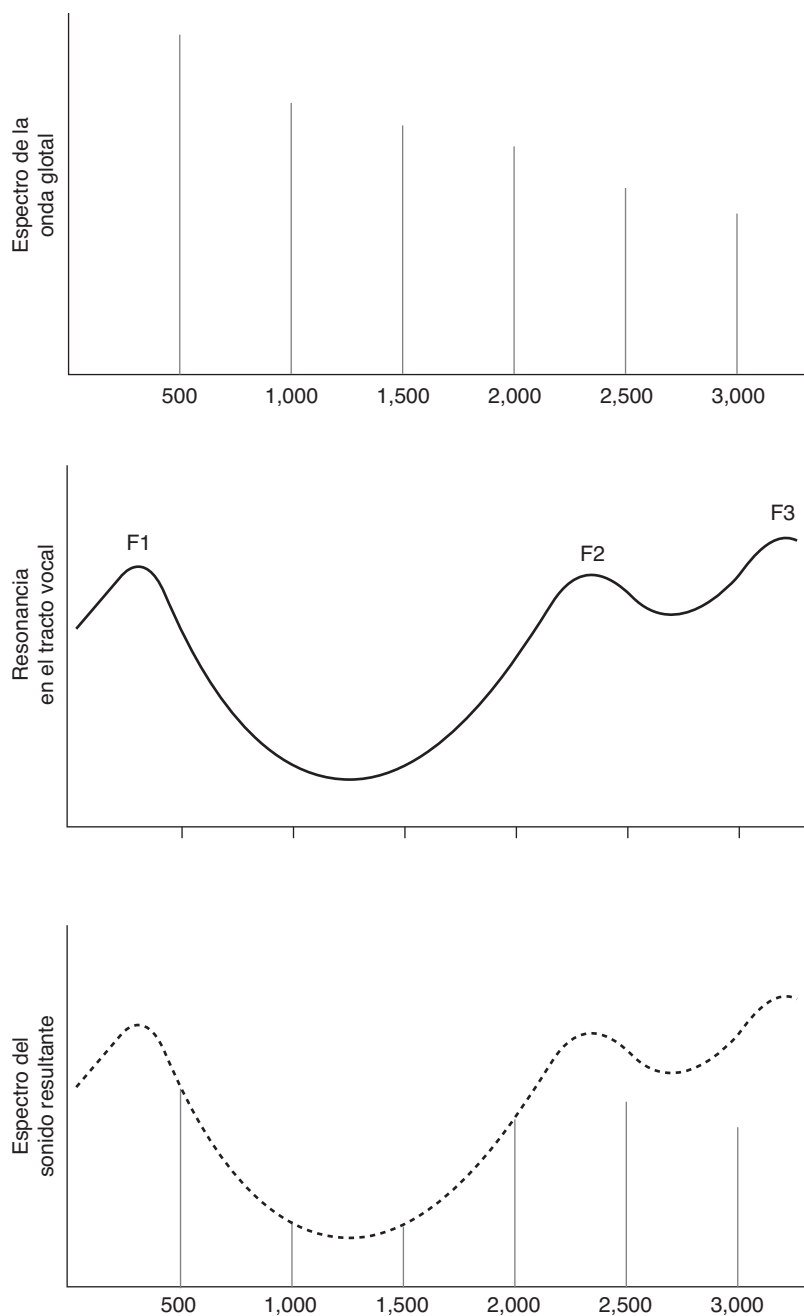 Espectro de la
onda glotal
500 1,000 1,500 2,000 2,500 3,000
Resonancia
en el tracto vocal
F1 F2 F3
Espectro del
sonido resultante
500 1,000 1,500 2,000 2,500 3,000